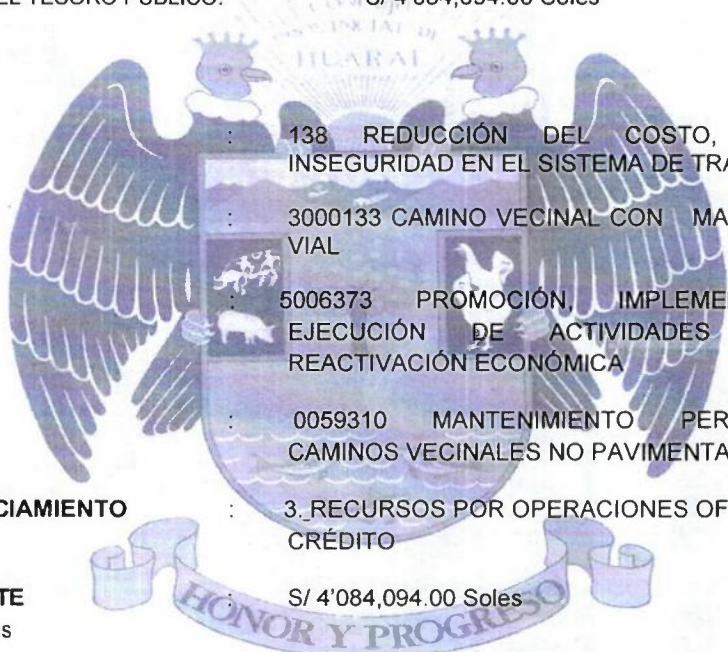 EL TESORO PÚBLICO: S/ 4'084,094.00 Soles
HUARAL
: 138 REDUCCIÓN DEL COSTO,
INSEGURIDAD EN EL SISTEMA DE TRA
: 3000133 CAMINO VECINAL CON MA
VIAL
: 5006373 PROMOCIÓN, IMPLEME
EJECUCIÓN DE ACTIVIDADES
REACTIVACIÓN ECONÓMICA
: 0059310 MANTENIMIENTO PER
CAMINOS VECINALES NO PAVIMENTA
CIAMIENTO : 3. RECURSOS POR OPERACIONES OF
CRÉDITO
TE : S/ 4'084,094.00 Soles
s
HONOR Y PROGRESO